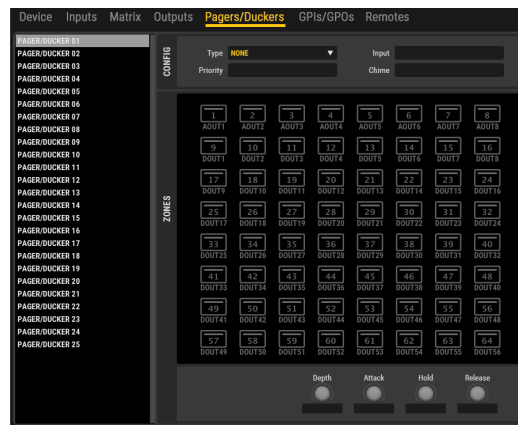 Device Inputs Matrix Outputs Pagers/Duckers GPIs/GPOs Remotes
PAGER/DUCKER 01
PAGER/DUCKER 02
PAGER/DUCKER 03
PAGER/DUCKER 04
PAGER/DUCKER 05
PAGER/DUCKER 06
PAGER/DUCKER 07
PAGER/DUCKER 08
PAGER/DUCKER 09
PAGER/DUCKER 10
PAGER/DUCKER 11
PAGER/DUCKER 12
PAGER/DUCKER 13
PAGER/DUCKER 14
PAGER/DUCKER 15
PAGER/DUCKER 16
PAGER/DUCKER 17
PAGER/DUCKER 18
PAGER/DUCKER 19
PAGER/DUCKER 20
PAGER/DUCKER 21
PAGER/DUCKER 22
PAGER/DUCKER 23
PAGER/DUCKER 24
PAGER/DUCKER 25
CONFIG
Type NONE Input
Priority Chime
ZONES
1 2 3 4 5 6 7 8
AOUT1 AOUT2 AOUT3 AOUT4 AOUT5 AOUT6 AOUT7 AOUT8
9 10 11 12 13 14 15 16
DOUT1 DOUT2 DOUT3 DOUT4 DOUT5 DOUT6 DOUT7 DOUT8
17 18 19 20 21 22 23 24
DOUT9 DOUT10 DOUT11 DOUT12 DOUT13 DOUT14 DOUT15 DOUT16
25 26 27 28 29 30 31 32
DOUT17 DOUT18 DOUT19 DOUT20 DOUT21 DOUT22 DOUT23 DOUT24
33 34 35 36 37 38 39 40
DOUT25 DOUT26 DOUT27 DOUT28 DOUT29 DOUT30 DOUT31 DOUT32
41 42 43 44 45 46 47 48
DOUT33 DOUT34 DOUT35 DOUT36 DOUT37 DOUT38 DOUT39 DOUT40
49 50 51 52 53 54 55 56
DOUT41 DOUT42 DOUT43 DOUT44 DOUT45 DOUT46 DOUT47 DOUT48
57 58 59 60 61 62 63 64
DOUT49 DOUT50 DOUT51 DOUT52 DOUT53 DOUT54 DOUT55 DOUT56
Depth Attack Hold Release